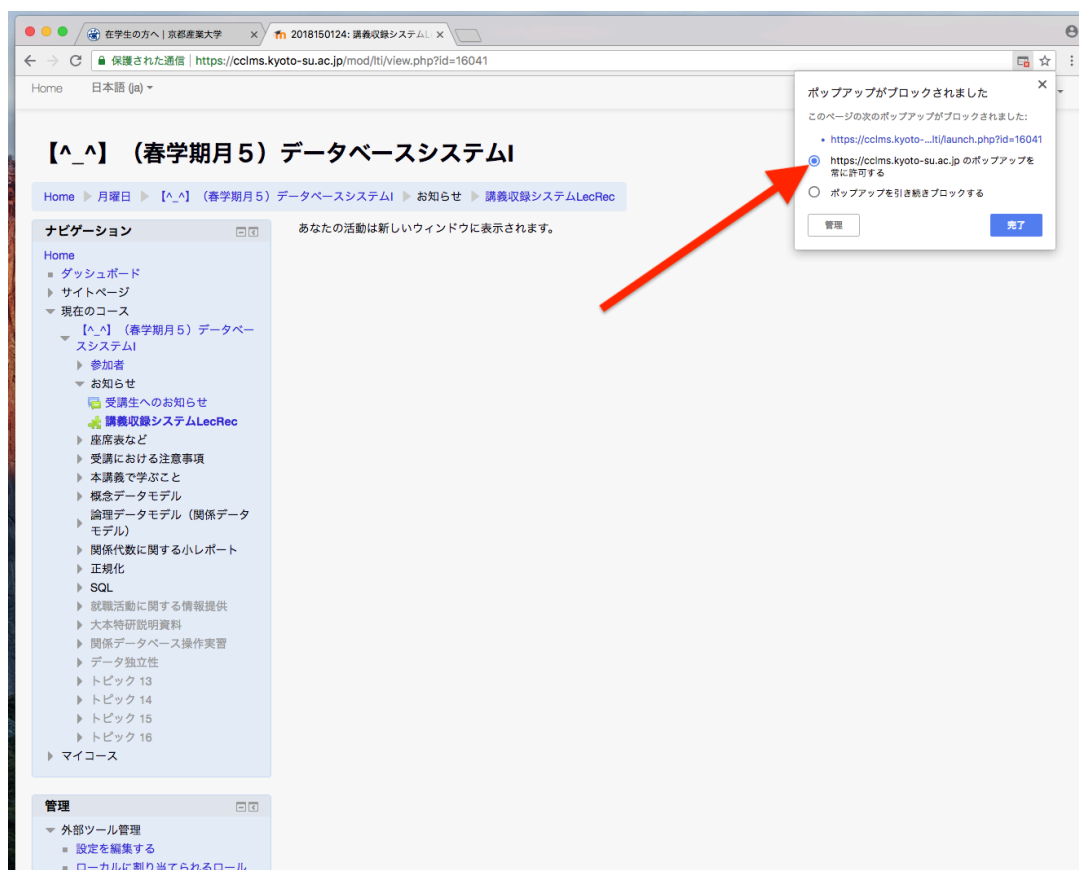 在学生の方へ | 京都産業大学
2018150124: 講義収録システムL
保護された通信 | https://cclms.kyoto-su.ac.jp/mod/lti/view.php?id=16041
Home 日本語 (ja)
ポップアップがブロックされました
このページの次のポップアップがブロックされました:
https://cclms.kyoto-...lti/launch.php?id=16041
https://cclms.kyoto-su.ac.jp のポップアップを
常に許可する
ポップアップを引き続きブロックする
管理 完了
【^_^】（春学期月５）データベースシステムI
Home 月曜日 【^_^】（春学期月５）データベースシステムI お知らせ 講義収録システムLecRec
ナビゲーション
Home
ダッシュボード
サイトページ
現在のコース
【^_^】（春学期月５）データベー
スシステムI
参加者
お知らせ
受講生へのお知らせ
講義収録システムLecRec
座席表など
受講における注意事項
本講義で学ぶこと
概念データモデル
論理データモデル（関係データ
モデル）
関係代数に関する小レポート
正規化
SQL
就職活動に関する情報提供
大本特研説明資料
関係データベース操作実習
データ独立性
トピック 13
トピック 14
トピック 15
トピック 16
マイコース
あなたの活動は新しいウィンドウに表示されます。
管理
外部ツール管理
設定を編集する
ローカルに割り当てられるロール